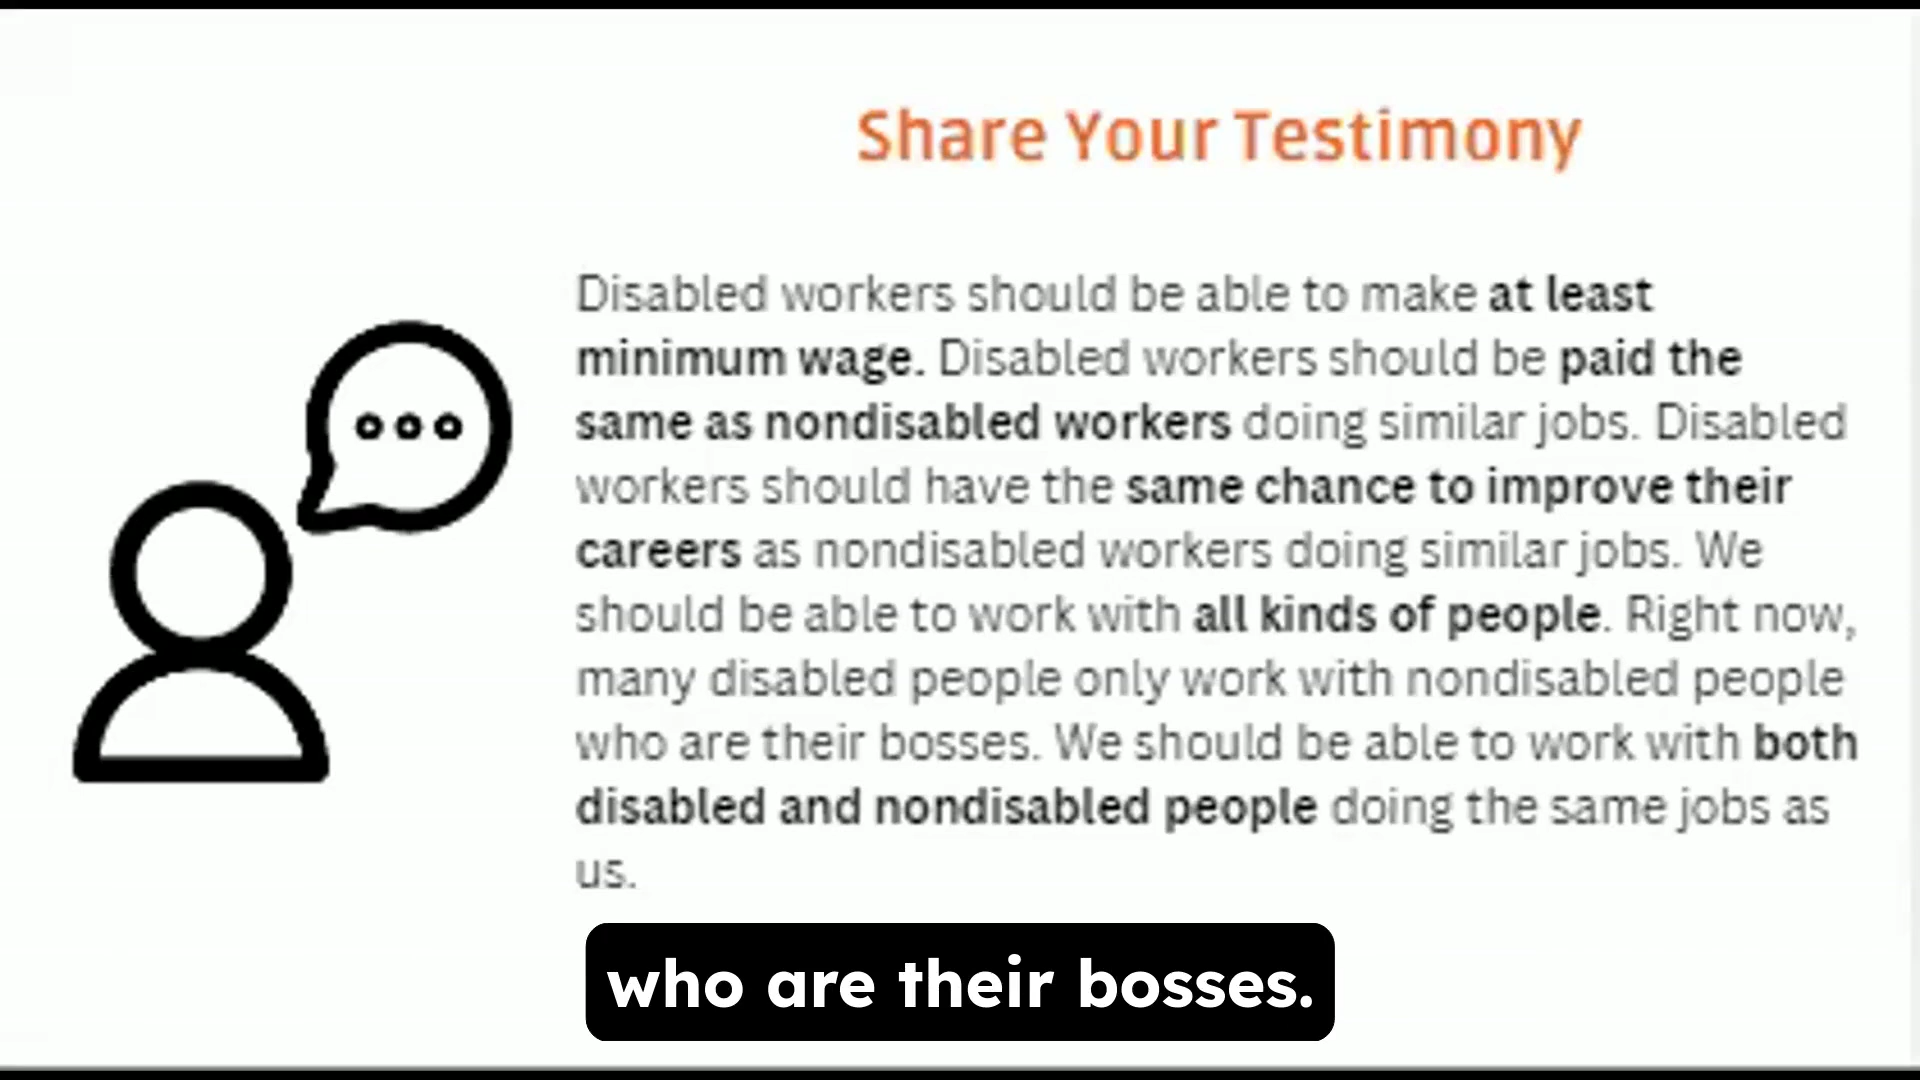 Share Your Testimony
Disabled workers should be able to make at least
minimum wage. Disabled workers should be paid the
same as nondisabled workers doing similar jobs. Disabled
workers should have the same chance to improve their
careers as nondisabled workers doing similar jobs. We
should be able to work with all kinds of people. Right now,
many disabled people only work with nondisabled people
who are their bosses. We should be able to work with both
disabled and nondisabled people doing the same jobs as
us.
who are their bosses.